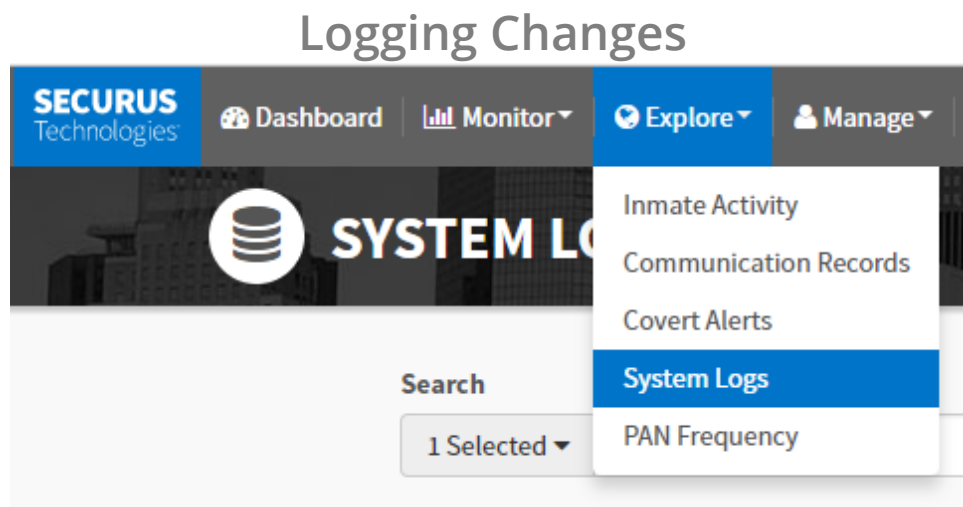 Logging Changes
SECURUS
Technologies
Dashboard
Monitor
Explore
Manage
SYSTEM
Inmate Activity
Communication Records
Covert Alerts
System Logs
PAN Frequency
Search
1 Selected